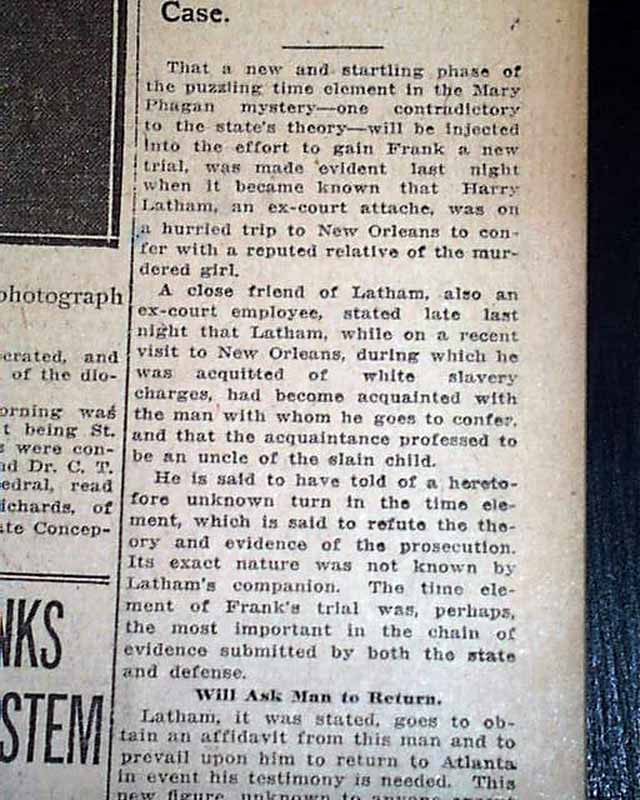 photograph
erated, and
of the dio-
orning was
t being St.
s were con-
nd Dr. C. T.
edral, read
ichards, of
ate Concep-
NKS
STEM
Case.
That a new and startling phase of
the puzzling time element in the Mary
Phagan mystery—one contradictory
to the state's theory—will be injected
into the effort to gain Frank a new
trial, was made evident last night
when it became known that Harry
Latham, an ex-court attache, was on
a hurried trip to New Orleans to con-
fer with a reputed relative of the mur-
dered girl.
A close friend of Latham, also an
ex-court employee, stated late last
night that Latham, while on a recent
visit to New Orleans, during which he
was acquitted of white slavery
charges, had become acquainted with
the man with whom he goes to confer,
and that the acquaintance professed to
be an uncle of the slain child.
He is said to have told of a hereto-
fore unknown turn in the time ele-
ment, which is said to refute the the-
ory and evidence of the prosecution.
Its exact nature was not known by
Latham's companion. The time ele-
ment of Frank's trial was, perhaps,
the most important in the chain of
evidence submitted by both the state
and defense.
Will Ask Man to Return.
Latham, it was stated, goes to ob-
tain an affidavit from this man and to
prevail upon him to return to Atlanta
in event his testimony is needed. This
new figure, unknown to anyone